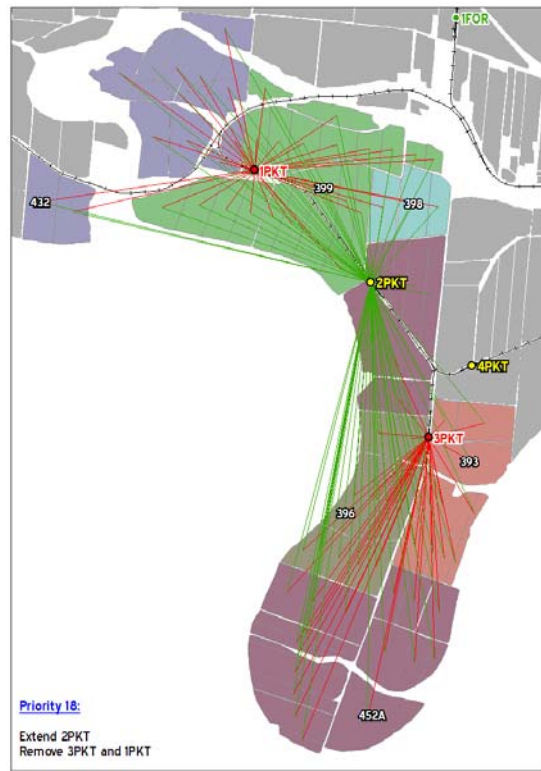 1FOR
1PKT
399
432
398
2PKT
4PKT
3PKT
393
396
452A
Priority 18:
Extend 2PKT
Remove 3PKT and 1PKT